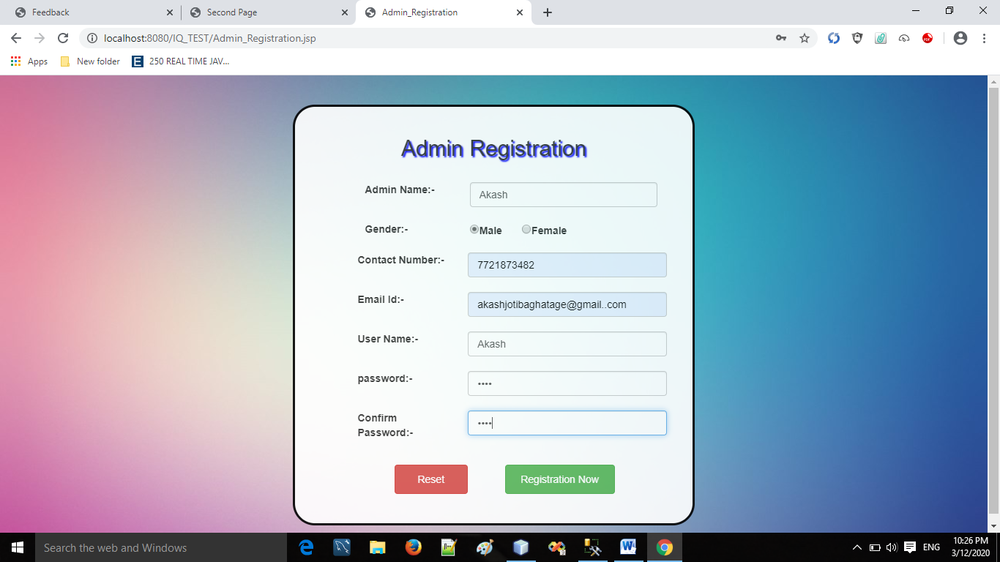 Feedback
Second Page
Admin_Registration
localhost:8080/IQ_TEST/Admin_Registration.jsp
Apps
New folder
250 REAL TIME JAV...
Admin Registration
Admin Name:-
Akash
Gender:-
Male
Female
Contact Number:-
7721873482
Email Id:-
akashjotibaghatage@gmail..com
User Name:-
Akash
password:-
••••
Confirm
Password:-
••••
Reset
Registration Now
Search the web and Windows
ENG
10:26 PM
3/12/2020